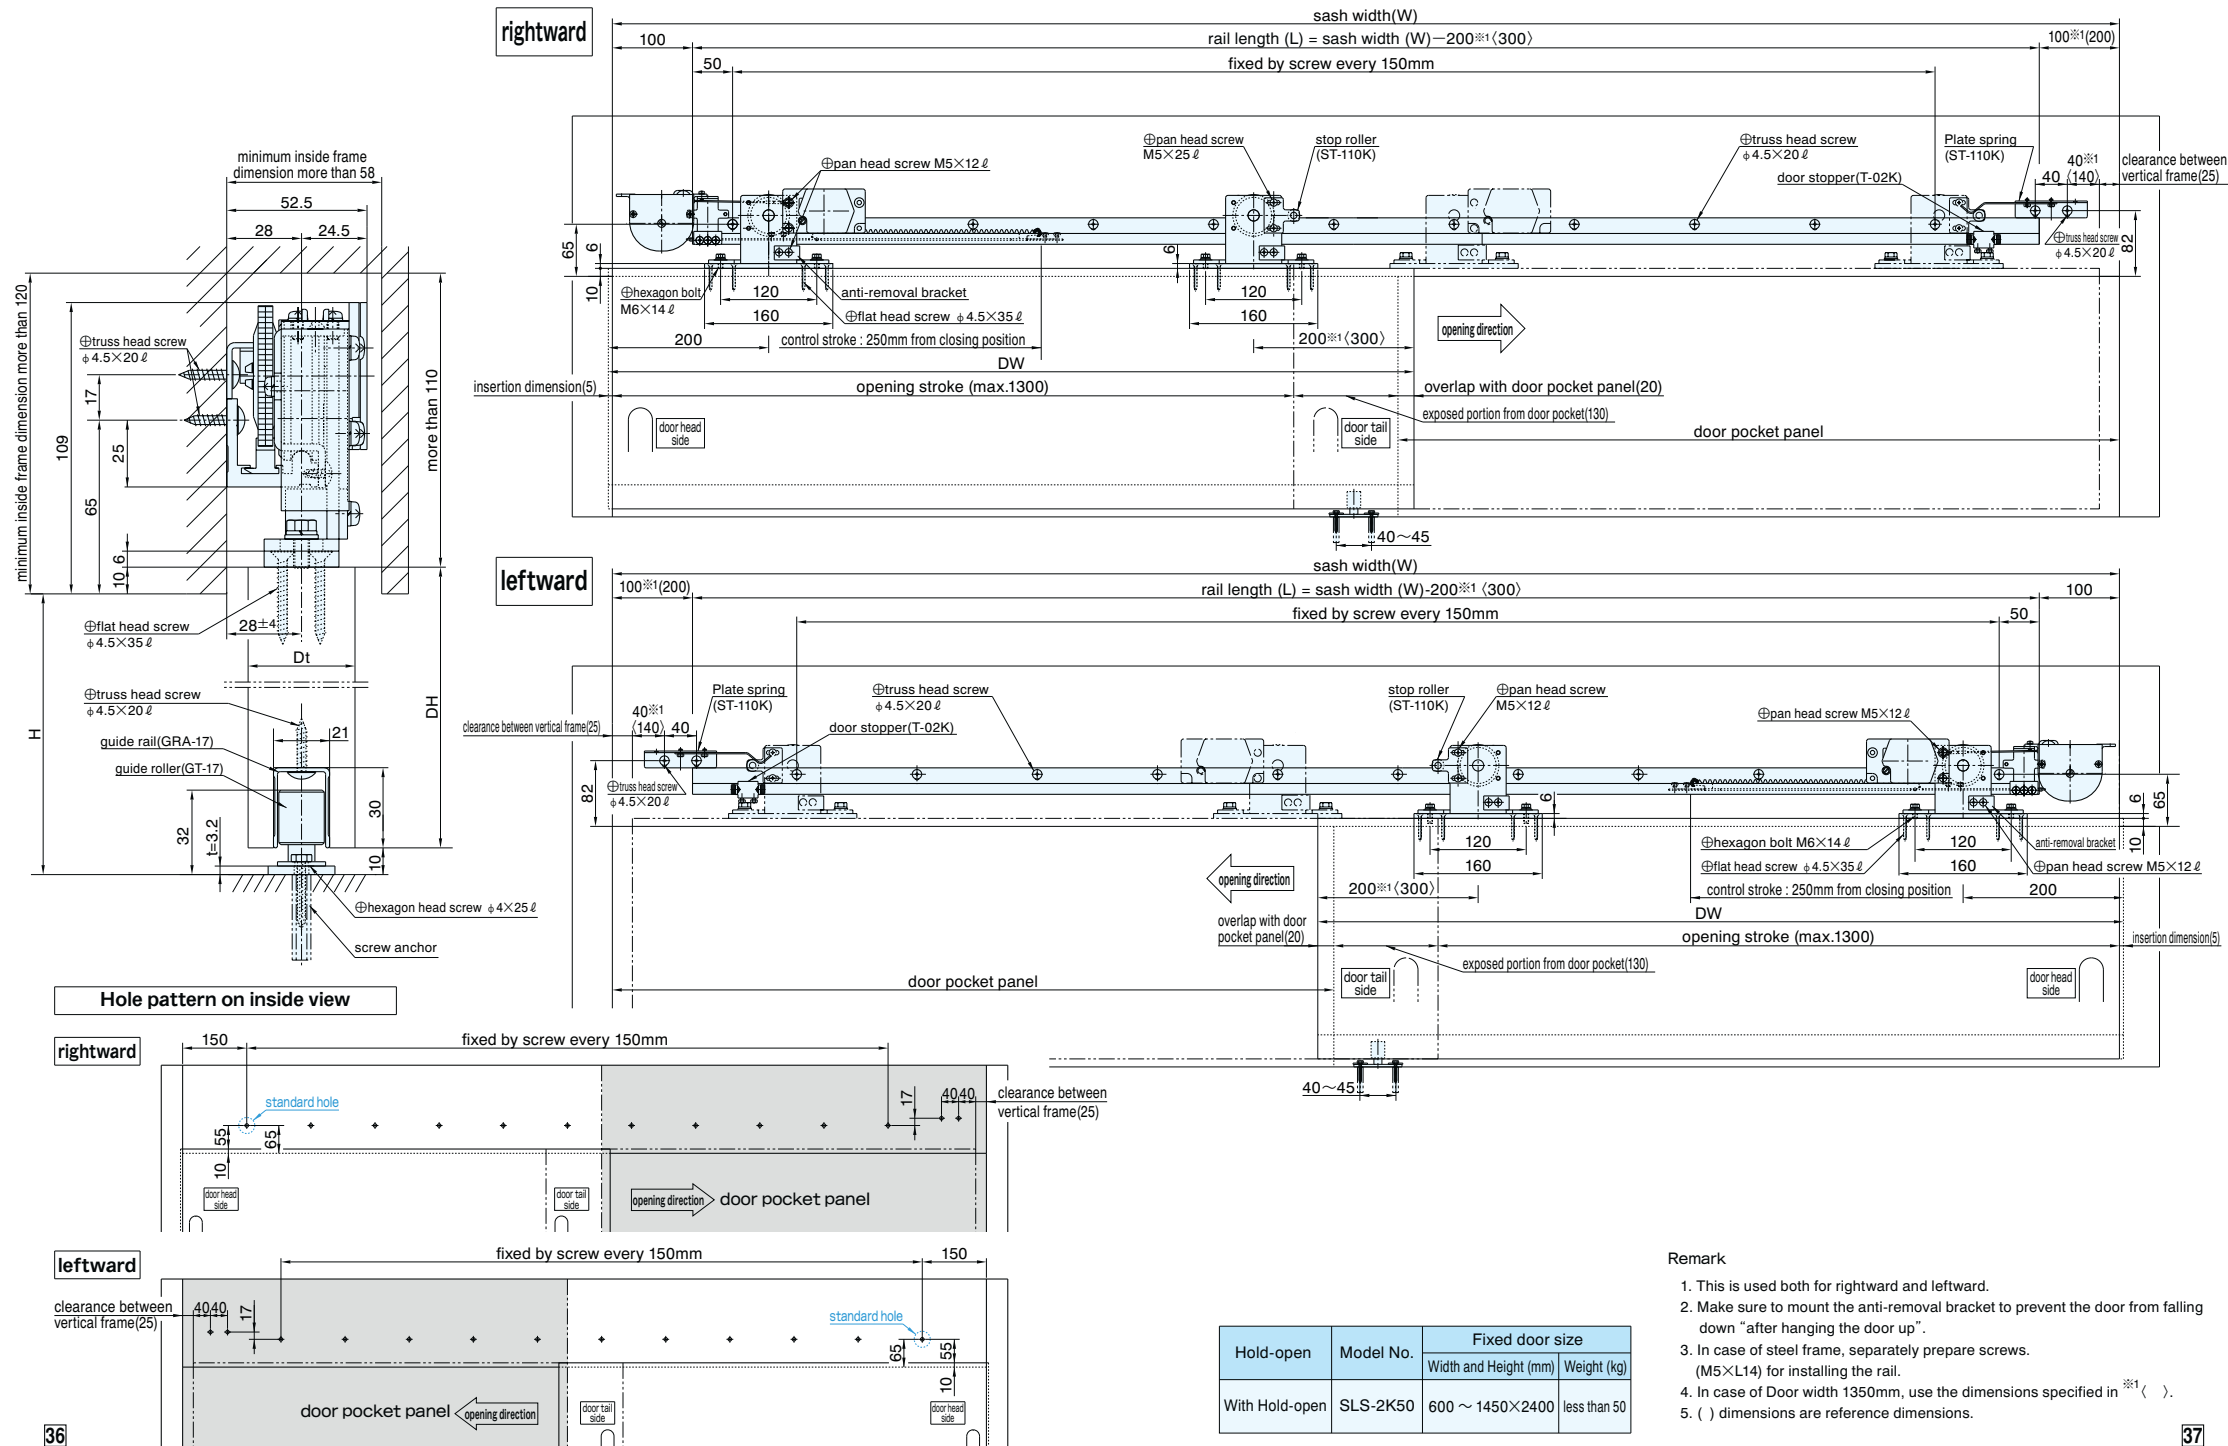 rightward
sash width(W)
100
rail length (L) = sash width (W)－200※1〈300〉
100※1(200)
50
fixed by screw every 150mm
⊕pan head screw M5×12ℓ
⊕pan head screw
M5×25ℓ
stop roller
(ST-110K)
⊕truss head screw
φ4.5×20ℓ
Plate spring
(ST-110K)
door stopper(T-02K)
40※1
40
〈140〉
clearance between
vertical frame(25)
65
6
10
6
⊕truss head screw
φ4.5×20ℓ
82
⊕hexagon bolt
M6×14ℓ
120
160
anti-removal bracket
⊕flat head screw φ4.5×35ℓ
120
160
opening direction
200
control stroke : 250mm from closing position
200※1〈300〉
DW
insertion dimension(5)
opening stroke (max.1300)
overlap with door pocket panel(20)
exposed portion from door pocket(130)
door head
side
door tail
side
door pocket panel
40～45
minimum inside frame
dimension more than 58
52.5
28
24.5
minimum inside frame dimension more than 120
109
⊕truss head screw
φ4.5×20ℓ
17
25
65
more than 110
6
10
⊕flat head screw
φ4.5×35ℓ
28±4
Dt
⊕truss head screw
φ4.5×20ℓ
H
DH
guide rail(GRA-17)
21
guide roller(GT-17)
32
t=3.2
30
10
⊕hexagon head screw φ4×25ℓ
screw anchor
leftward
sash width(W)
100※1(200)
rail length (L) = sash width (W)-200※1〈300〉
100
fixed by screw every 150mm
50
clearance between vertical frame(25)
40※1
〈140〉
40
Plate spring
(ST-110K)
⊕truss head screw
φ4.5×20ℓ
door stopper(T-02K)
stop roller
(ST-110K)
⊕pan head screw
M5×12ℓ
⊕pan head screw M5×12ℓ
82
⊕truss head screw
φ4.5×20ℓ
6
6
65
10
120
160
⊕hexagon bolt M6×14ℓ
⊕flat head screw φ4.5×35ℓ
120
160
anti-removal bracket
⊕pan head screw M5×12ℓ
opening direction
200※1〈300〉
control stroke : 250mm from closing position
200
DW
overlap with door
pocket panel(20)
opening stroke (max.1300)
insertion dimension(5)
exposed portion from door pocket(130)
door pocket panel
door tail
side
door head
side
40～45
Hole pattern on inside view
rightward
150
fixed by screw every 150mm
standard hole
55
65
10
17
40
40
clearance between
vertical frame(25)
door head
side
door tail
side
opening direction
door pocket panel
leftward
fixed by screw every 150mm
150
clearance between
vertical frame(25)
40
40
17
standard hole
65
55
10
door pocket panel
opening direction
door tail
side
door head
side
Hold-open
Model No.
Fixed door size
Width and Height (mm)
Weight (kg)
With Hold-open
SLS-2K50
600 ～ 1450×2400
less than 50
Remark
1. This is used both for rightward and leftward.
2. Make sure to mount the anti-removal bracket to prevent the door from falling
down “after hanging the door up”.
3. In case of steel frame, separately prepare screws.
(M5×L14) for installing the rail.
4. In case of Door width 1350mm, use the dimensions specified in ※1〈 〉.
5. ( ) dimensions are reference dimensions.
36
37